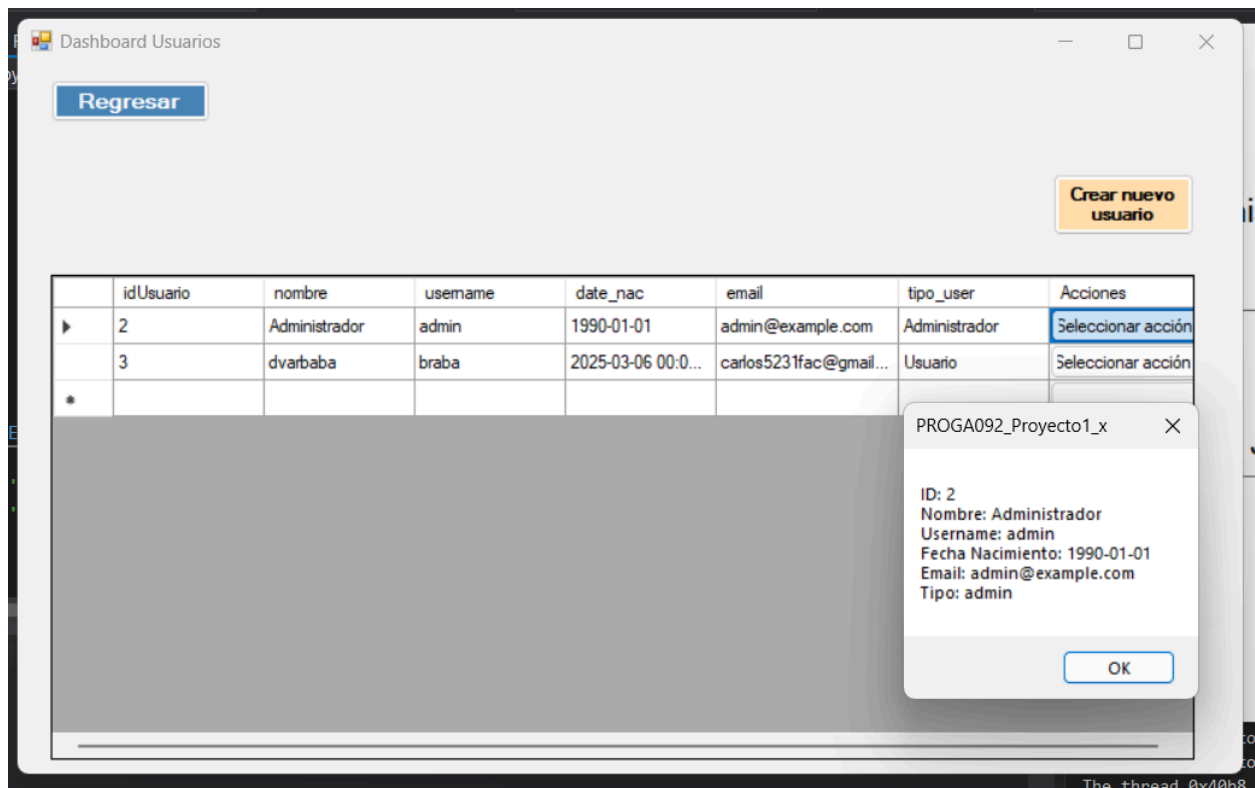 Dashboard Usuarios
Regresar
Crear nuevo
usuario
idUsuario nombre username date_nac email tipo_user Acciones
2 Administrador admin 1990-01-01 admin@example.com Administrador Seleccionar acción
3 dvarbaba braba 2025-03-06 00:0... carlos5231fac@gmail... Usuario Seleccionar acción
PROGA092_Proyecto1_x
ID: 2
Nombre: Administrador
Username: admin
Fecha Nacimiento: 1990-01-01
Email: admin@example.com
Tipo: admin
OK
The thread 0x40b8